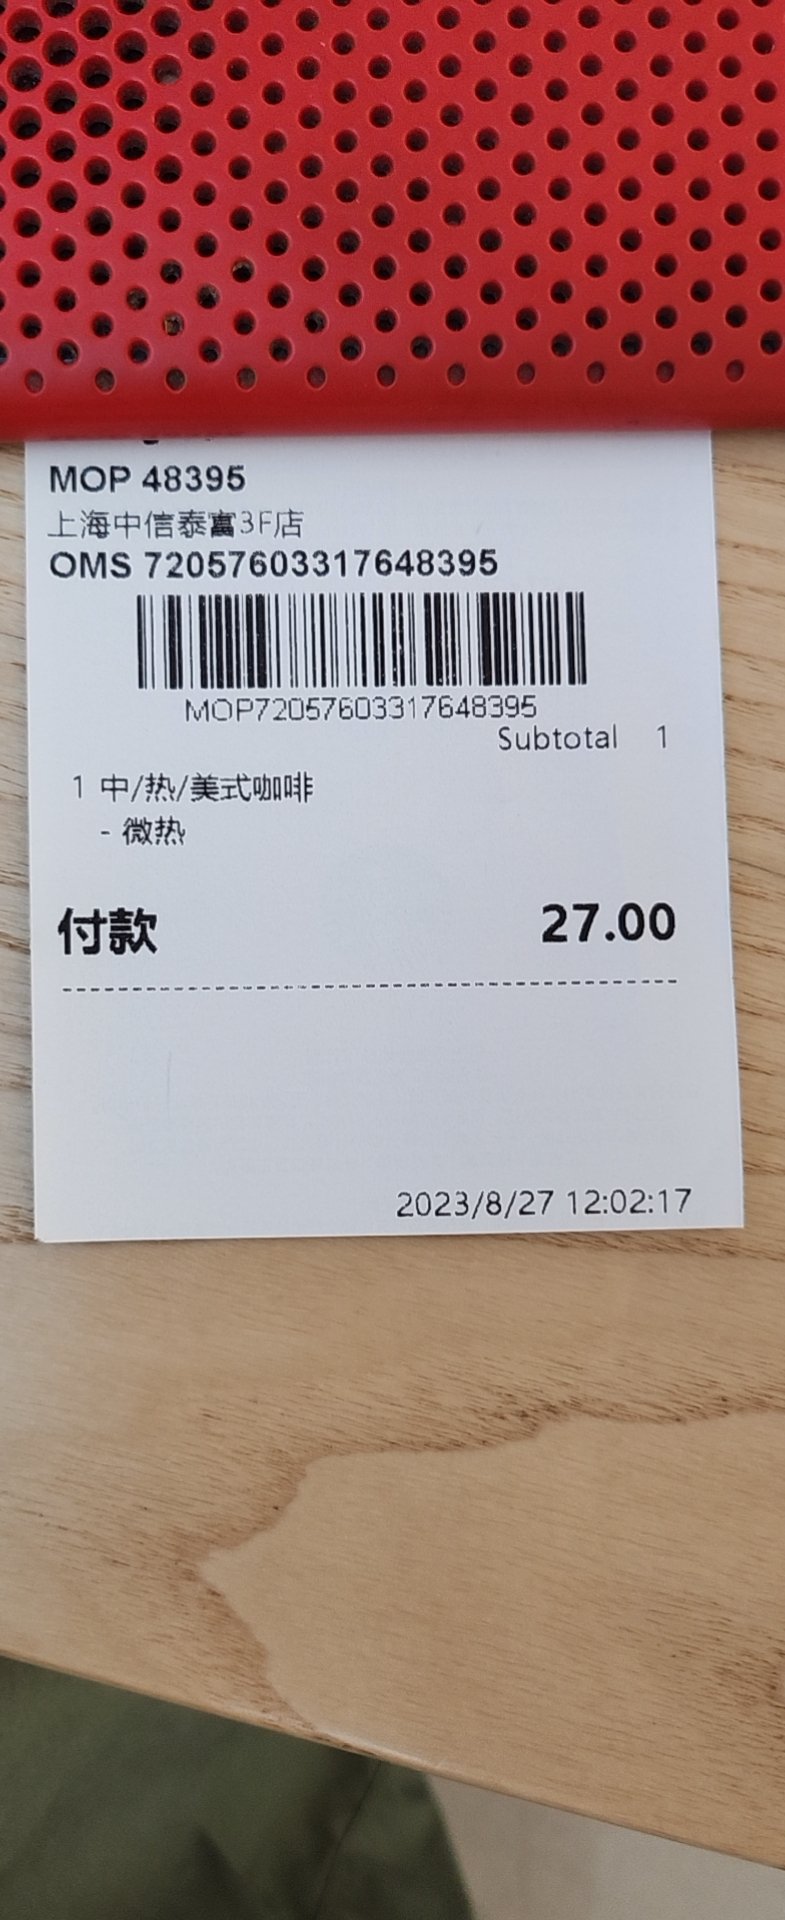 MOP 48395
上海中信泰富3F店
OMS 72057603317648395
MOP72057603317648395
Subtotal 1
1 中/热/美式咖啡
- 微热
付款 27.00
2023/8/27 12:02:17